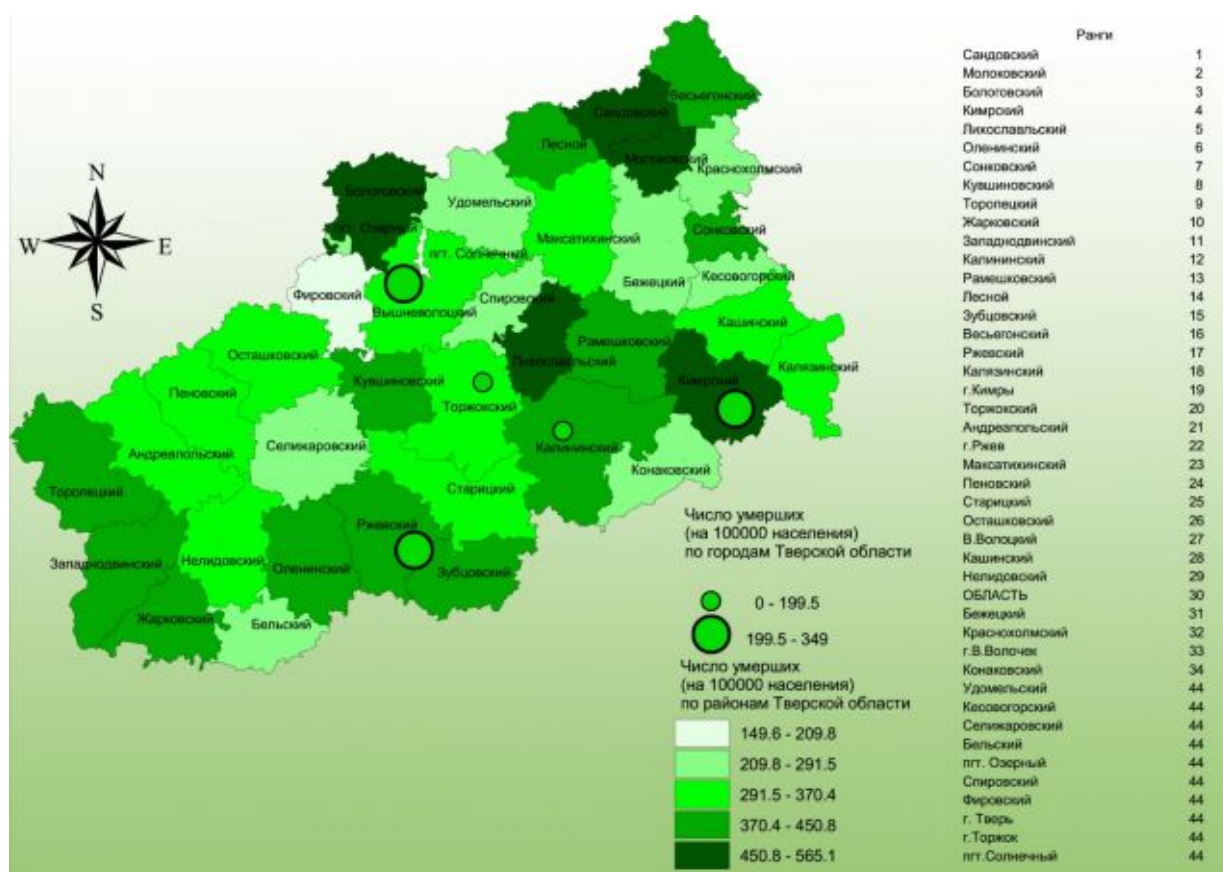 Ранги
Сандовский 1
Молоковский 2
Бологовский 3
Кимрский 4
Лихославльский 5
Оленинский 6
Сонковский 7
Кувшиновский 8
Торопецкий 9
Жарковский 10
Западнодвинский 11
Калининский 12
Рамешковский 13
Лесной 14
Зубцовский 15
Весьегонский 16
Ржевский 17
Калязинский 18
г.Кимры 19
Торжокский 20
Андреапольский 21
г.Ржев 22
Максатихинский 23
Пеновский 24
Старицкий 25
Осташковский 26
В.Волоцкий 27
Кашинский 28
Нелидовский 29
ОБЛАСТЬ 30
Бежецкий 31
Краснохолмский 32
г.В.Волочек 33
Конаковский 34
Удомельский 44
Кесовогорский 44
Селижаровский 44
Бельский 44
пгт. Озерный 44
Спировский 44
Фировский 44
г. Тверь 44
г.Торжок 44
пгт.Солнечный 44
N
W
E
S
Весьегонский
Сандовский
Лесной
Молоковский
Краснохолмский
Бологовский
Удомельский
пгт. Озерный
Максатихинский
Сонковский
пгт. Солнечный
Бежецкий
Кесовогорский
Фировский
Спировский
Вышневолоцкий
Кашинский
Осташковский
Лихославльский
Рамошковский
Калязинский
Кувшиновский
Кимрский
Пеновский
Торжокский
Селижаровский
Калининский
Андреапольский
Конаковский
Торопецкий
Старицкий
Ржевский
Западнодвинский
Нелидовский
Оленинский
Зубцовский
Жарковский
Бельский
Число умерших
(на 100000 населения)
по городам Тверской области
0 - 199.5
199.5 - 349
Число умерших
(на 100000 населения)
по районам Тверской области
149.6 - 209.8
209.8 - 291.5
291.5 - 370.4
370.4 - 450.8
450.8 - 565.1